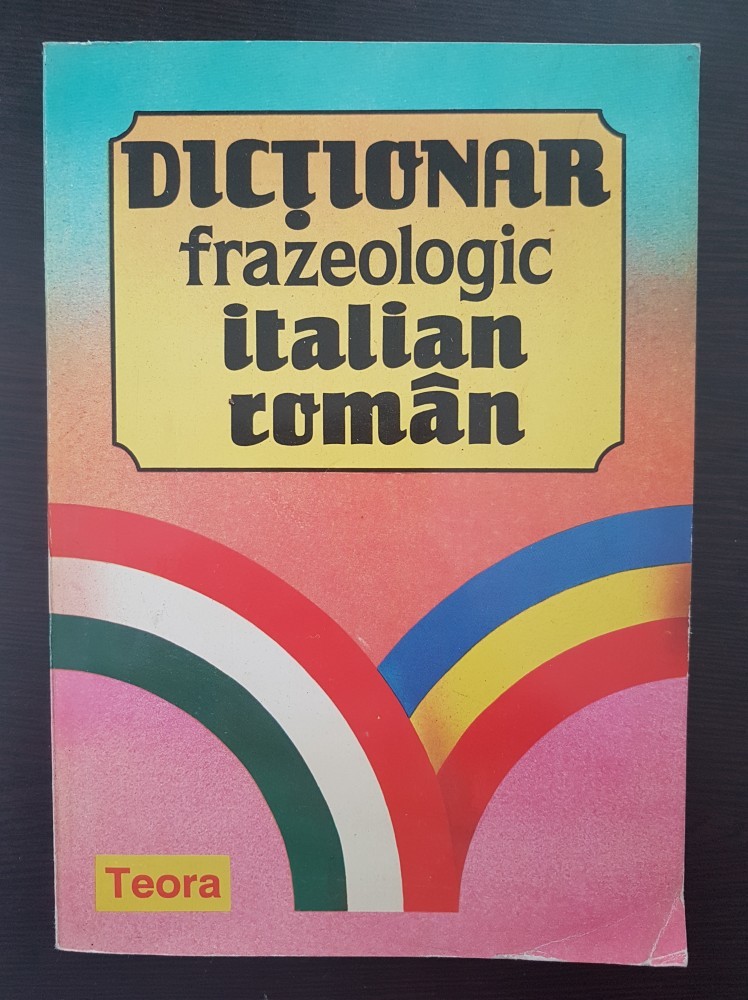 DICȚIONAR
frazeologic
italian
român
Teora